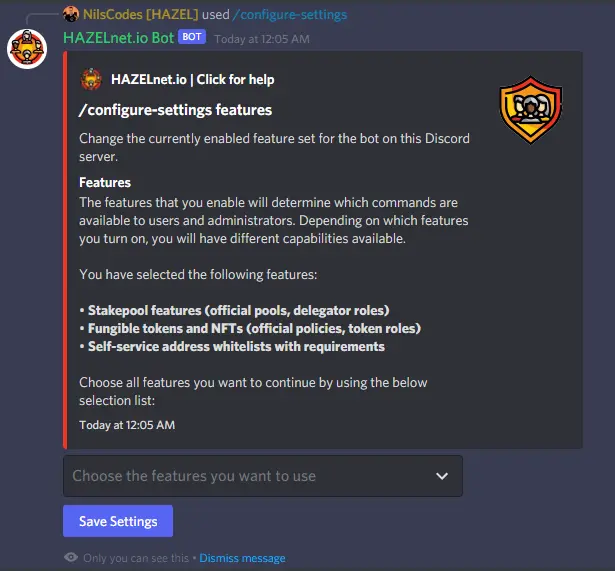 NilsCodes [HAZEL] used /configure-settings
HAZELnet.io Bot BOT Today at 12:05 AM
HAZELnet.io | Click for help
/configure-settings features
Change the currently enabled feature set for the bot on this Discord
server.
Features
The features that you enable will determine which commands are
available to users and administrators. Depending on which features
you turn on, you will have different capabilities available.
You have selected the following features:
• Stakepool features (official pools, delegator roles)
• Fungible tokens and NFTs (official policies, token roles)
• Self-service address whitelists with requirements
Choose all features you want to continue by using the below
selection list:
Today at 12:05 AM
Choose the features you want to use
Save Settings
Only you can see this • Dismiss message